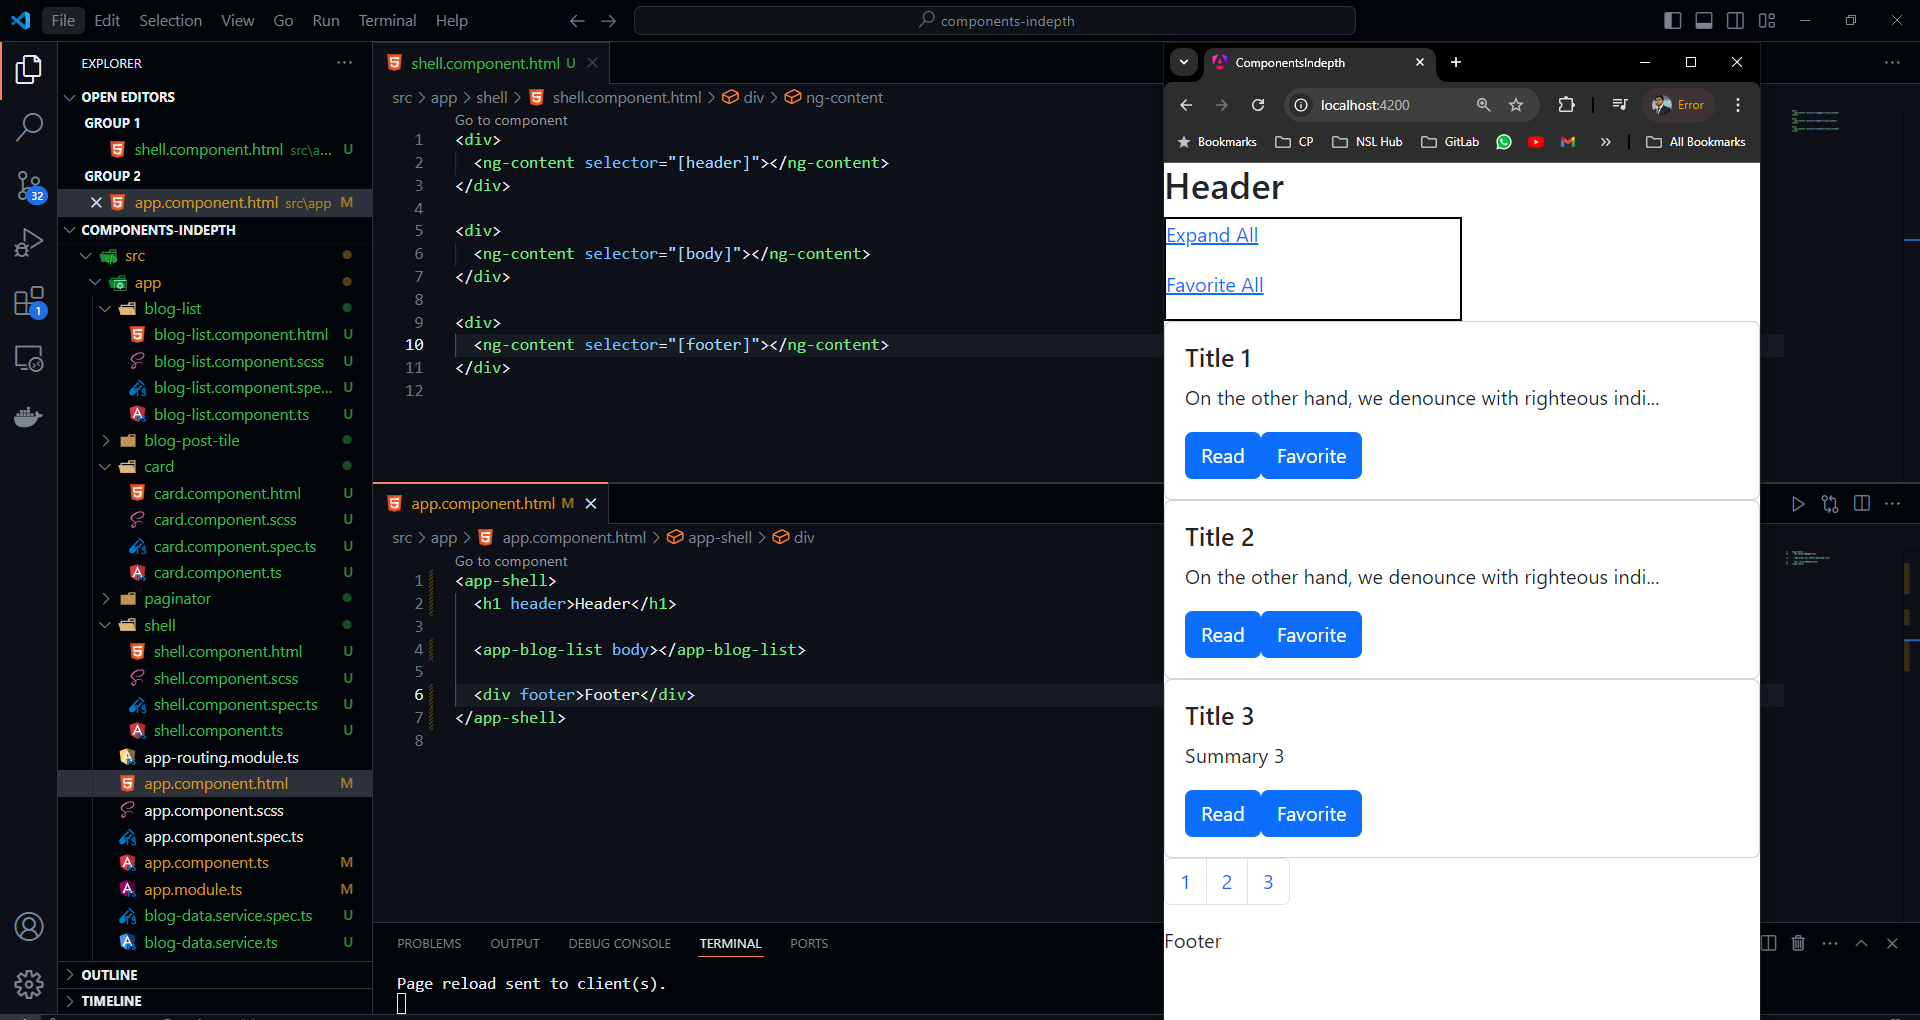 File Edit Selection View Go Run Terminal Help
components-indepth
EXPLORER
OPEN EDITORS
GROUP 1
shell.component.html src\a... U
GROUP 2
app.component.html src\app M
COMPONENTS-INDEPTH
src
app
blog-list
blog-list.component.html U
blog-list.component.scss U
blog-list.component.spe... U
blog-list.component.ts U
blog-post-tile
card
card.component.html U
card.component.scss U
card.component.spec.ts U
card.component.ts U
paginator
shell
shell.component.html U
shell.component.scss U
shell.component.spec.ts U
shell.component.ts U
app-routing.module.ts
app.component.html M
app.component.scss
app.component.spec.ts
app.component.ts M
app.module.ts M
blog-data.service.spec.ts U
blog-data.service.ts U
OUTLINE
TIMELINE
32
1
shell.component.html U
src > app > shell > shell.component.html > div > ng-content
Go to component
1 <div>
2 <ng-content selector="[header]"></ng-content>
3 </div>
4
5 <div>
6 <ng-content selector="[body]"></ng-content>
7 </div>
8
9 <div>
10 <ng-content selector="[footer]"></ng-content>
11 </div>
12
app.component.html M
src > app > app.component.html > app-shell > div
Go to component
1 <app-shell>
2 <h1 header>Header</h1>
3
4 <app-blog-list body></app-blog-list>
5
6 <div footer>Footer</div>
7 </app-shell>
8
PROBLEMS OUTPUT DEBUG CONSOLE TERMINAL PORTS
Page reload sent to client(s).
ComponentsIndepth
localhost:4200
Error
Bookmarks CP NSL Hub GitLab All Bookmarks
Header
Expand All
Favorite All
Title 1
On the other hand, we denounce with righteous indi...
Read Favorite
Title 2
On the other hand, we denounce with righteous indi...
Read Favorite
Title 3
Summary 3
Read Favorite
1 2 3
Footer